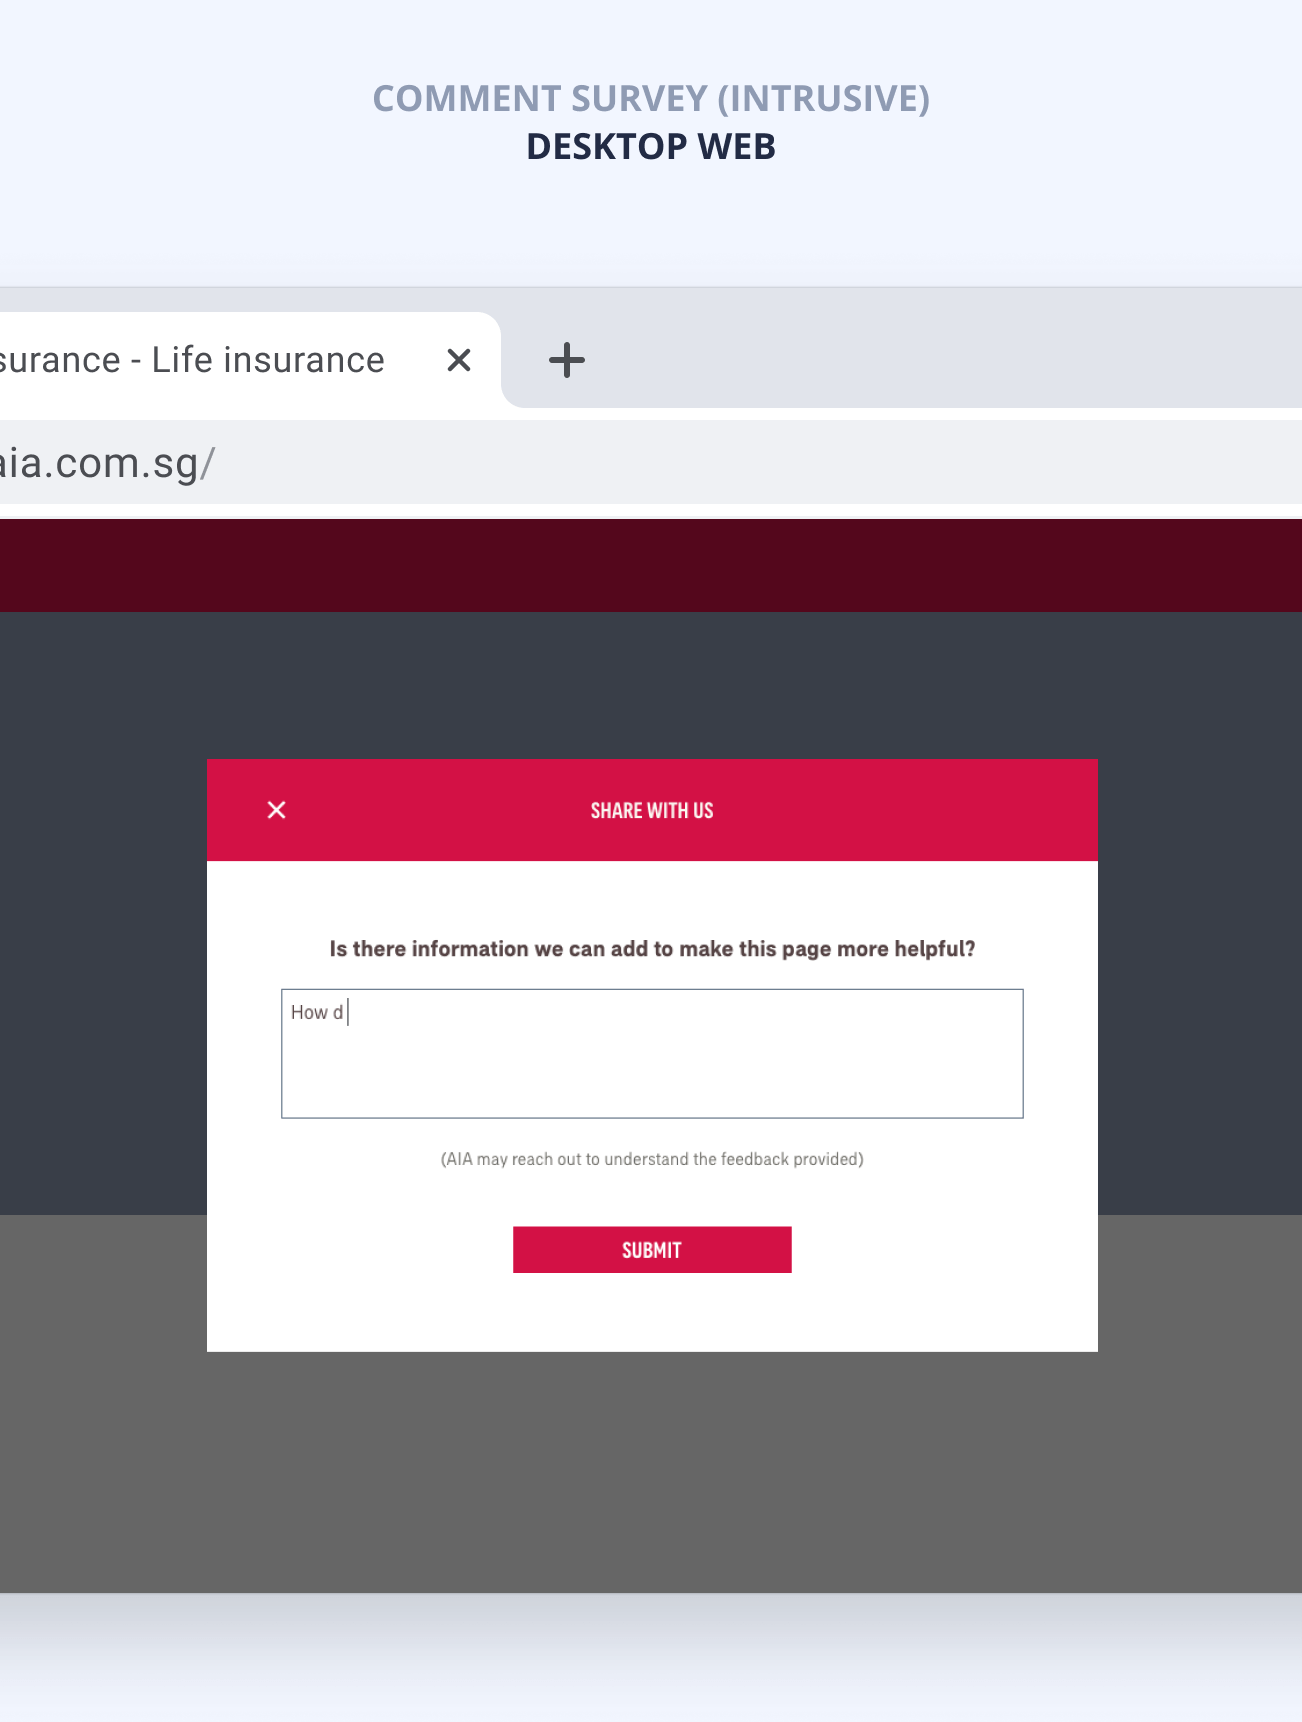 COMMENT SURVEY (INTRUSIVE)
DESKTOP WEB
surance - Life insurance
aia.com.sg/
SHARE WITH US
Is there information we can add to make this page more helpful?
How d
(AIA may reach out to understand the feedback provided)
SUBMIT